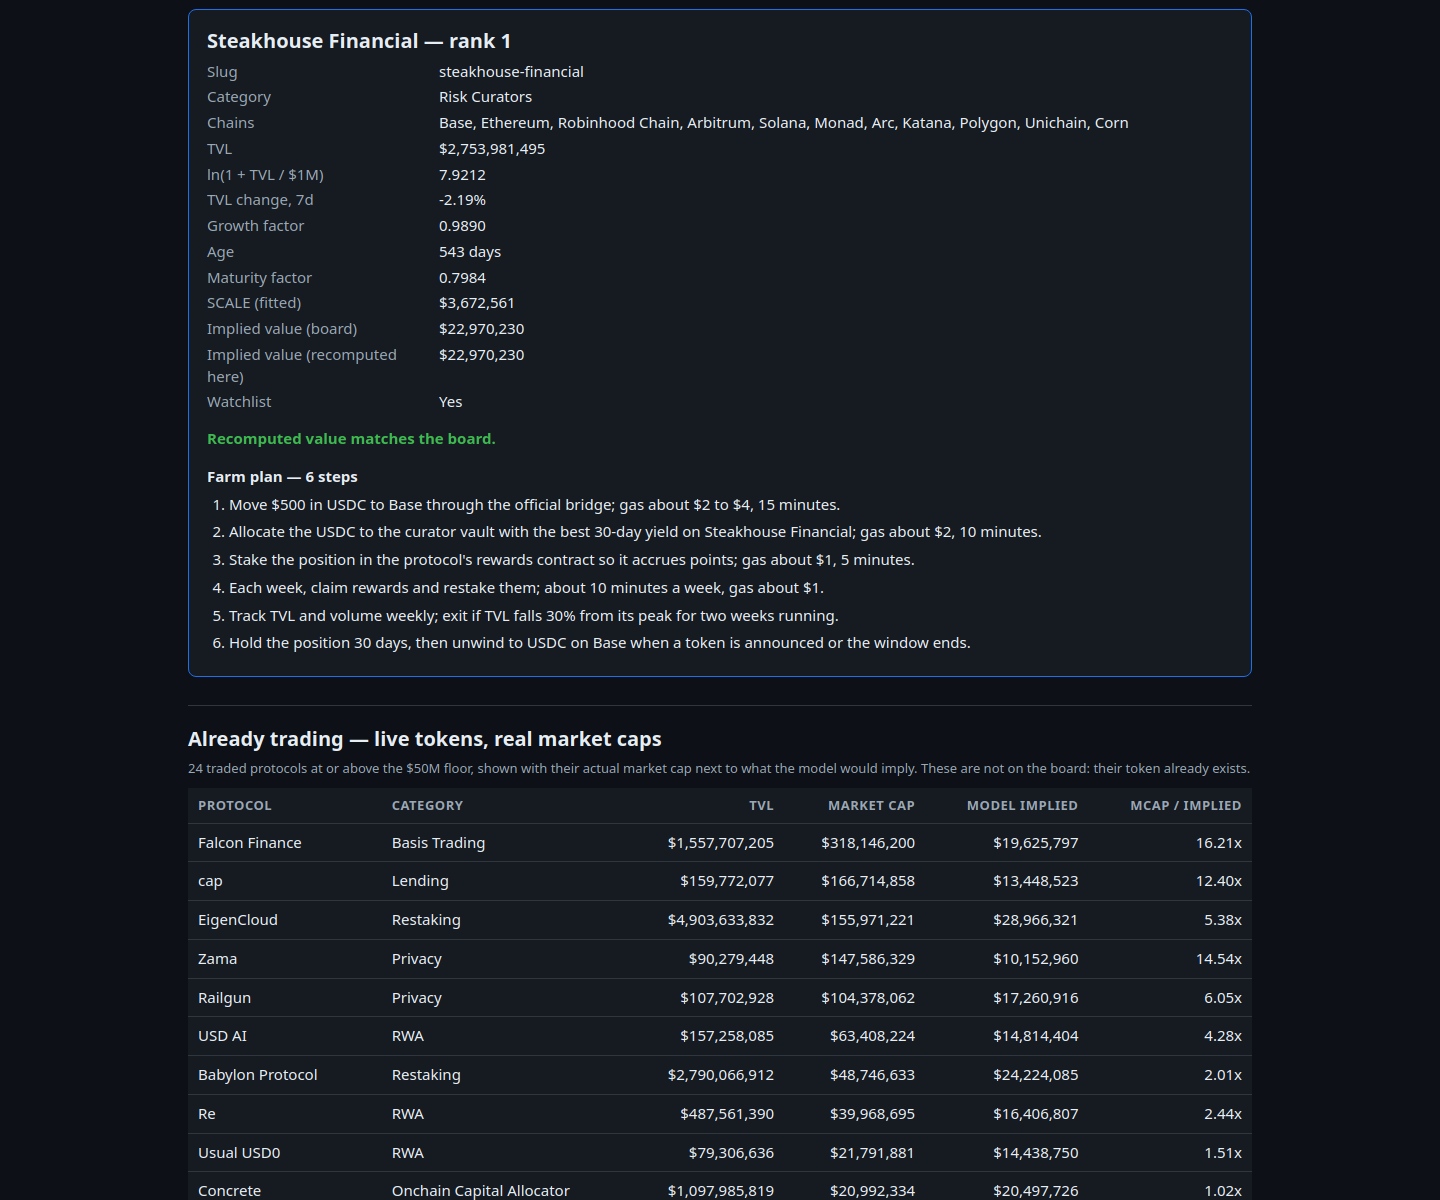 Steakhouse Financial — rank 1
Slug steakhouse-financial
Category Risk Curators
Chains Base, Ethereum, Robinhood Chain, Arbitrum, Solana, Monad, Arc, Katana, Polygon, Unichain, Corn
TVL $2,753,981,495
ln(1 + TVL / $1M) 7.9212
TVL change, 7d -2.19%
Growth factor 0.9890
Age 543 days
Maturity factor 0.7984
SCALE (fitted) $3,672,561
Implied value (board) $22,970,230
Implied value (recomputed here) $22,970,230
Watchlist Yes
Recomputed value matches the board.
Farm plan — 6 steps
1. Move $500 in USDC to Base through the official bridge; gas about $2 to $4, 15 minutes.
2. Allocate the USDC to the curator vault with the best 30-day yield on Steakhouse Financial; gas about $2, 10 minutes.
3. Stake the position in the protocol's rewards contract so it accrues points; gas about $1, 5 minutes.
4. Each week, claim rewards and restake them; about 10 minutes a week, gas about $1.
5. Track TVL and volume weekly; exit if TVL falls 30% from its peak for two weeks running.
6. Hold the position 30 days, then unwind to USDC on Base when a token is announced or the window ends.
Already trading — live tokens, real market caps
24 traded protocols at or above the $50M floor, shown with their actual market cap next to what the model would imply. These are not on the board: their token already exists.
PROTOCOL CATEGORY TVL MARKET CAP MODEL IMPLIED MCAP / IMPLIED
Falcon Finance Basis Trading $1,557,707,205 $318,146,200 $19,625,797 16.21x
cap Lending $159,772,077 $166,714,858 $13,448,523 12.40x
EigenCloud Restaking $4,903,633,832 $155,971,221 $28,966,321 5.38x
Zama Privacy $90,279,448 $147,586,329 $10,152,960 14.54x
Railgun Privacy $107,702,928 $104,378,062 $17,260,916 6.05x
USD AI RWA $157,258,085 $63,408,224 $14,814,404 4.28x
Babylon Protocol Restaking $2,790,066,912 $48,746,633 $24,224,085 2.01x
Re RWA $487,561,390 $39,968,695 $16,406,807 2.44x
Usual USD0 RWA $79,306,636 $21,791,881 $14,438,750 1.51x
Concrete Onchain Capital Allocator $1,097,985,819 $20,992,334 $20,497,726 1.02x